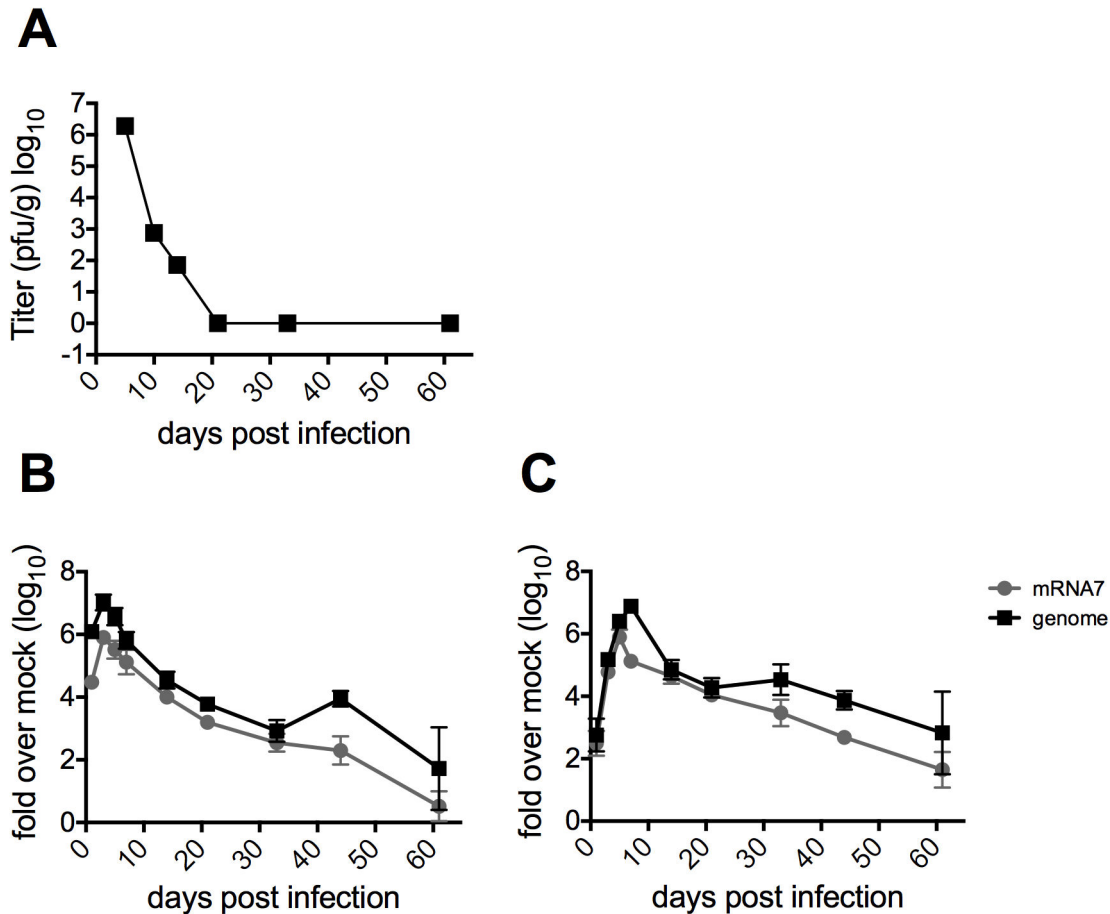 A
Titer (pfu/g) log10
7
6
5
4
3
2
1
0
-1
0 10 20 30 40 50 60
days post infection
B
fold over mock (log10)
8
6
4
2
0
0 10 20 30 40 50 60
days post infection
C
fold over mock (log10)
8
6
4
2
0
0 10 20 30 40 50 60
days post infection
mRNA7
genome